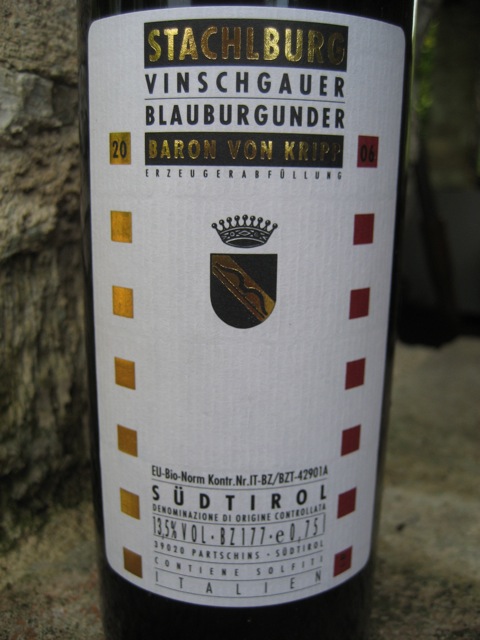 STACHLBURG
VINSCHGAUER
BLAUBURGUNDER
20 BARON VON KRIPP 06
ERZEUGERABFÜLLUNG
EU-Bio-Norm Kontr.Nr.IT-BZ/BZT-42901A
SÜDTIROL
DENOMINAZIONE DI ORIGINE CONTROLLATA
13,5% VOL · BZ177 · e 0,75l
39020 PARTSCHINS · SÜDTIROL
CONTIENE SOLFITI
ITALIEN